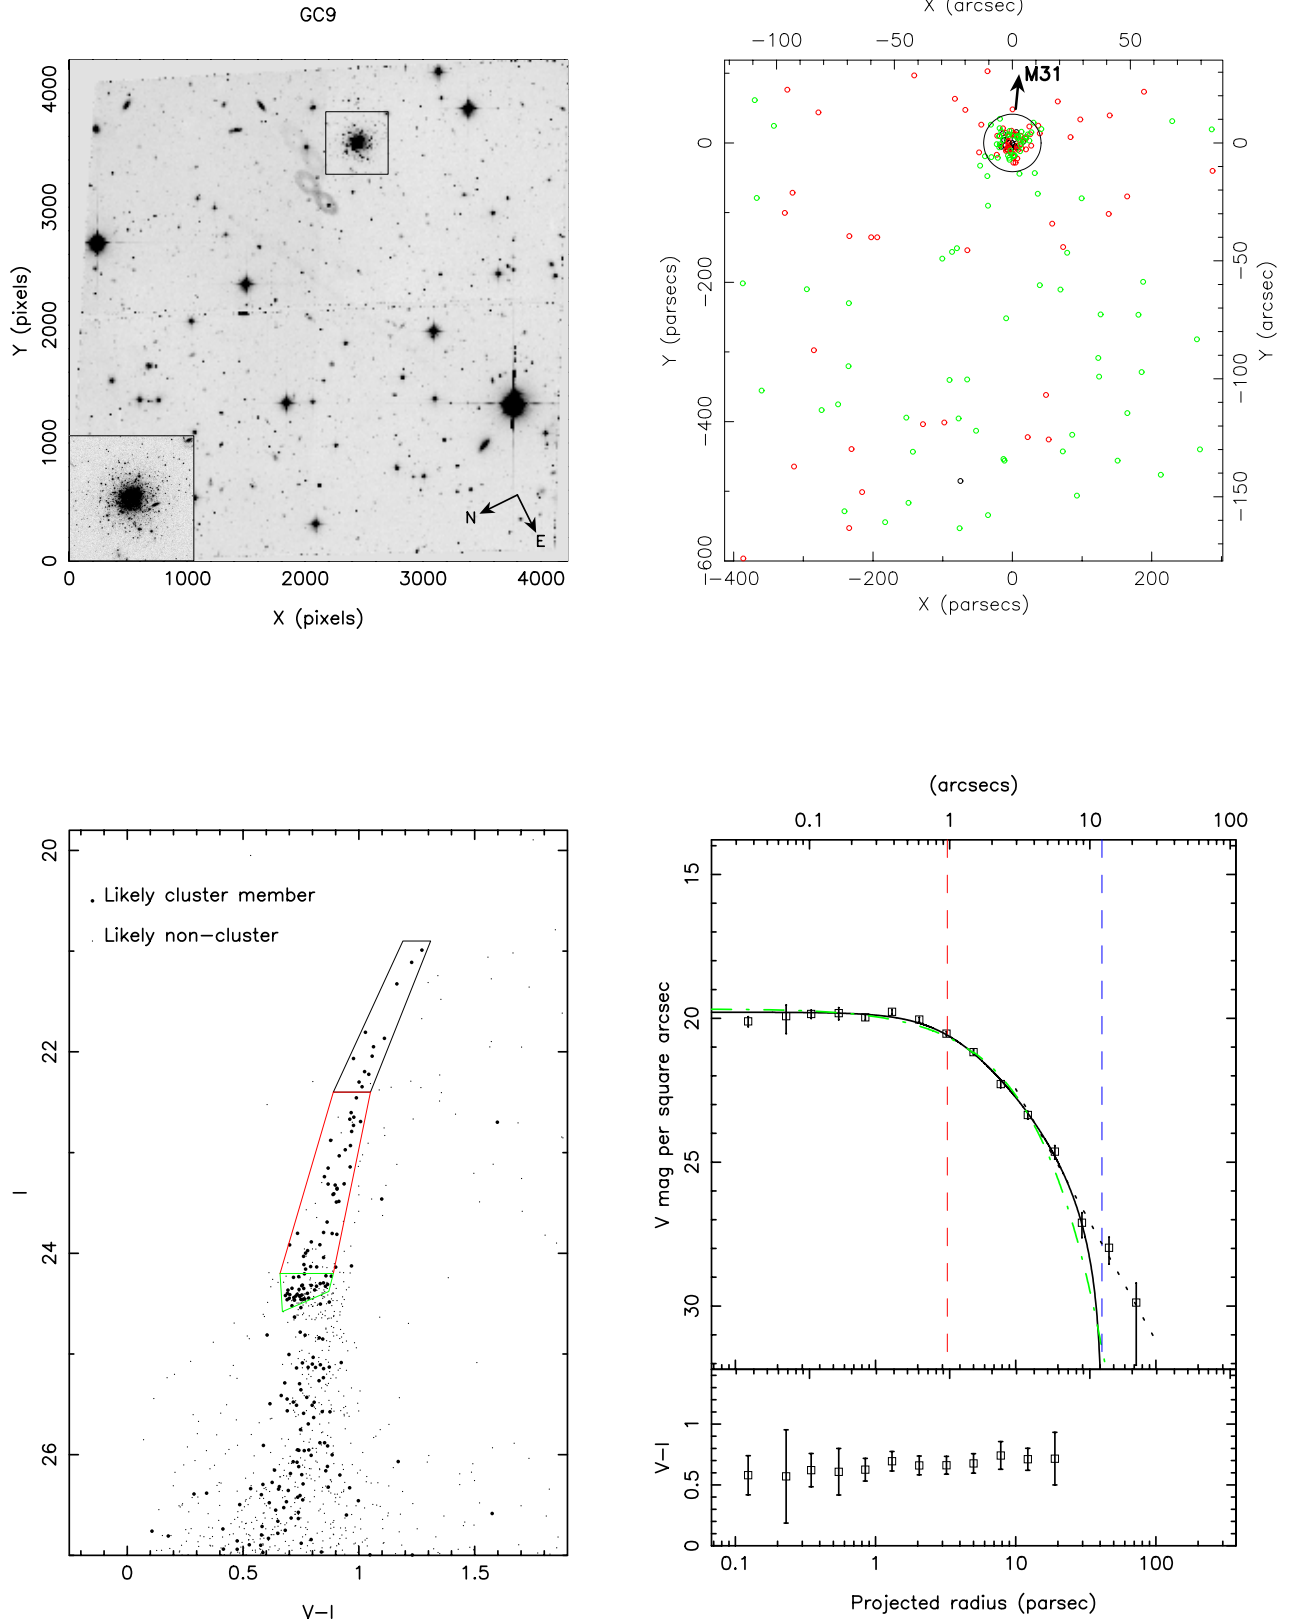 GC9
X (arcsec)
−100 −50 0 50
4000
3000
2000
1000
0
Y (pixels)
N
E
0 1000 2000 3000 4000
X (pixels)
M31
0
−200
−400
−600
Y (parsecs)
0
−50
−100
−150
Y (arcsec)
−400 −200 0 200
X (parsecs)
20
22
24
26
I
Likely cluster member
Likely non−cluster
0 0.5 1 1.5
V−I
(arcsecs)
0.1 1 10 100
15
20
25
30
V mag per square arcsec
1
0.5
0
V−I
0.1 1 10 100
Projected radius (parsec)